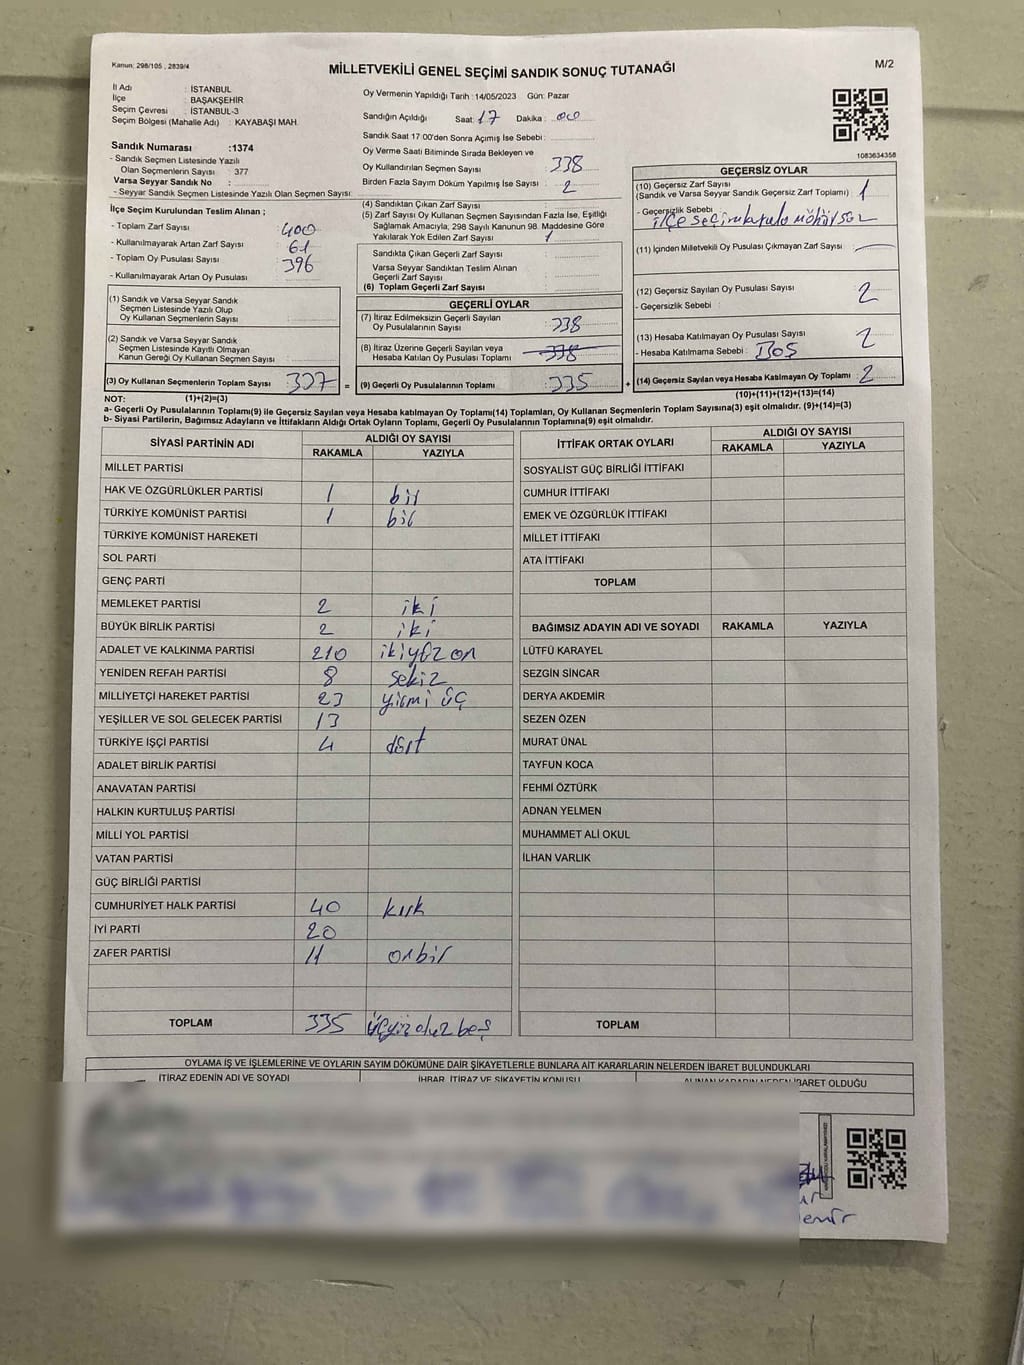 Kanun: 298/105 , 2839/4
MİLLETVEKİLİ GENEL SEÇİMİ SANDIK SONUÇ TUTANAĞI
M/2
İl Adı : İSTANBUL
İlçe : BAŞAKŞEHİR
Seçim Çevresi : İSTANBUL-3
Seçim Bölgesi (Mahalle Adı) : KAYABAŞI MAH.
Sandık Numarası :1374
- Sandık Seçmen Listesinde Yazılı
Olan Seçmenlerin Sayısı : 377
Varsa Seyyar Sandık No :
- Seyyar Sandık Seçmen Listesinde Yazılı Olan Seçmen Sayısı:
Oy Vermenin Yapıldığı Tarih :14/05/2023 Gün: Pazar
Sandığın Açıldığı Saat: 17 Dakika : 00
Sandık Saat 17:00'den Sonra Açımış İse Sebebi :
Oy Verme Saati Bitiminde Sırada Bekleyen ve
Oy Kullandırılan Seçmen Sayısı 338
Birden Fazla Sayım Döküm Yapılmış İse Sayısı : 2
1083634358
İlçe Seçim Kurulundan Teslim Alınan ;
- Toplam Zarf Sayısı : 400
- Kullanılmayarak Artan Zarf Sayısı : 61
- Toplam Oy Pusulası Sayısı : 396
- Kullanılmayarak Artan Oy Pusulası
(1) Sandık ve Varsa Seyyar Sandık
Seçmen Listesinde Yazılı Olup
Oy Kullanan Seçmenlerin Sayısı :
(2) Sandık ve Varsa Seyyar Sandık
Seçmen Listesinde Kayıtlı Olmayan
Kanun Gereği Oy Kullanan Seçmen Sayısı :
(3) Oy Kullanan Seçmenlerin Toplam Sayısı : 337 =
(4) Sandıktan Çıkan Zarf Sayısı :
(5) Zarf Sayısı Oy Kullanan Seçmen Sayısından Fazla İse, Eşitliği
Sağlamak Amacıyla, 298 Sayılı Kanunun 98. Maddesine Göre
Yakılarak Yok Edilen Zarf Sayısı : 1
Sandıkta Çıkan Geçerli Zarf Sayısı :
Varsa Seyyar Sandıktan Teslim Alınan
Geçerli Zarf Sayısı :
(6) Toplam Geçerli Zarf Sayısı :
GEÇERLİ OYLAR
(7) İtiraz Edilmeksizin Geçerli Sayılan
Oy Pusulalarının Sayısı : 338
(8) İtiraz Üzerine Geçerli Sayılan veya
Hesaba Katılan Oy Pusulası Toplamı : 338
(9) Geçerli Oy Pusulalarının Toplamı : 335 +
GEÇERSİZ OYLAR
(10) Geçersiz Zarf Sayısı
(Sandık ve Varsa Seyyar Sandık Geçersiz Zarf Toplamı) : 1
- Geçersizlik Sebebi : ilçe seçim kurulu mühürsüz
(11) İçinden Milletvekili Oy Pusulası Çıkmayan Zarf Sayısı :
(12) Geçersiz Sayılan Oy Pusulası Sayısı : 2
- Geçersizlik Sebebi :
(13) Hesaba Katılmayan Oy Pusulası Sayısı : 2
- Hesaba Katılmama Sebebi : BOŞ
(14) Geçersiz Sayılan veya Hesaba Katılmayan Oy Toplamı : 2
(10)+(11)+(12)+(13)=(14)
NOT: (1)+(2)=(3)
a- Geçerli Oy Pusulalarının Toplamı(9) ile Geçersiz Sayılan veya Hesaba katılmayan Oy Toplamı(14) Toplamları, Oy Kullanan Seçmenlerin Toplam Sayısına(3) eşit olmalıdır. (9)+(14)=(3)
b- Siyasi Partilerin, Bağımsız Adayların ve İttifakların Aldığı Ortak Oyların Toplamı, Geçerli Oy Pusulalarının Toplamına(9) eşit olmalıdır.
SİYASİ PARTİNİN ADI ALDIĞI OY SAYISI
RAKAMLA YAZIYLA
MİLLET PARTİSİ
HAK VE ÖZGÜRLÜKLER PARTİSİ 1 bir
TÜRKİYE KOMÜNİST PARTİSİ 1 bir
TÜRKİYE KOMÜNİST HAREKETİ
SOL PARTİ
GENÇ PARTİ
MEMLEKET PARTİSİ 2 iki
BÜYÜK BİRLİK PARTİSİ 2 iki
ADALET VE KALKINMA PARTİSİ 210 ikiyüz on
YENİDEN REFAH PARTİSİ 8 sekiz
MİLLİYETÇİ HAREKET PARTİSİ 23 yirmi üç
YEŞİLLER VE SOL GELECEK PARTİSİ 13
TÜRKİYE İŞÇİ PARTİSİ 4 dört
ADALET BİRLİK PARTİSİ
ANAVATAN PARTİSİ
HALKIN KURTULUŞ PARTİSİ
MİLLİ YOL PARTİSİ
VATAN PARTİSİ
GÜÇ BİRLİĞİ PARTİSİ
CUMHURİYET HALK PARTİSİ 40 kırk
İYİ PARTİ 20
ZAFER PARTİSİ 11 onbir
TOPLAM 335 üçyüz otuz beş
İTTİFAK ORTAK OYLARI ALDIĞI OY SAYISI
RAKAMLA YAZIYLA
SOSYALİST GÜÇ BİRLİĞİ İTTİFAKI
CUMHUR İTTİFAKI
EMEK VE ÖZGÜRLÜK İTTİFAKI
MİLLET İTTİFAKI
ATA İTTİFAKI
TOPLAM
BAĞIMSIZ ADAYIN ADI VE SOYADI RAKAMLA YAZIYLA
LÜTFÜ KARAYEL
SEZGİN SİNCAR
DERYA AKDEMİR
SEZEN ÖZEN
MURAT ÜNAL
TAYFUN KOCA
FEHMİ ÖZTÜRK
ADNAN YELMEN
MUHAMMET ALİ OKUL
İLHAN VARLIK
TOPLAM
OYLAMA İŞ VE İŞLEMLERİNE VE OYLARIN SAYIM DÖKÜMÜNE DAİR ŞİKAYETLERLE BUNLARA AİT KARARLARIN NELERDEN İBARET BULUNDUKLARI
İTİRAZ EDENİN ADI VE SOYADI İHBAR, İTİRAZ VE ŞİKAYETİN KONUSU ALINAN KARARIN NEDEN İBARET OLDUĞU